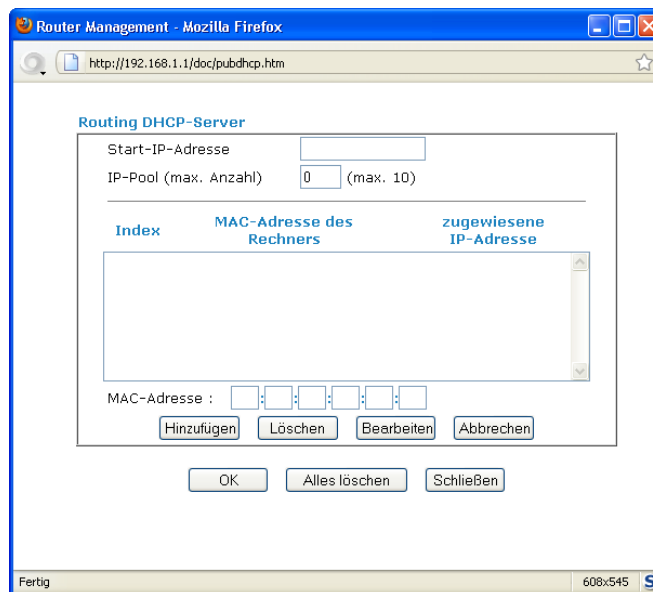 Router Management - Mozilla Firefox
http://192.168.1.1/doc/pubdhcp.htm
Routing DHCP-Server
Start-IP-Adresse
IP-Pool (max. Anzahl) 0 (max. 10)
Index MAC-Adresse des Rechners zugewiesene IP-Adresse
MAC-Adresse : : : : : :
Hinzufügen Löschen Bearbeiten Abbrechen
OK Alles löschen Schließen
Fertig 608x545 S